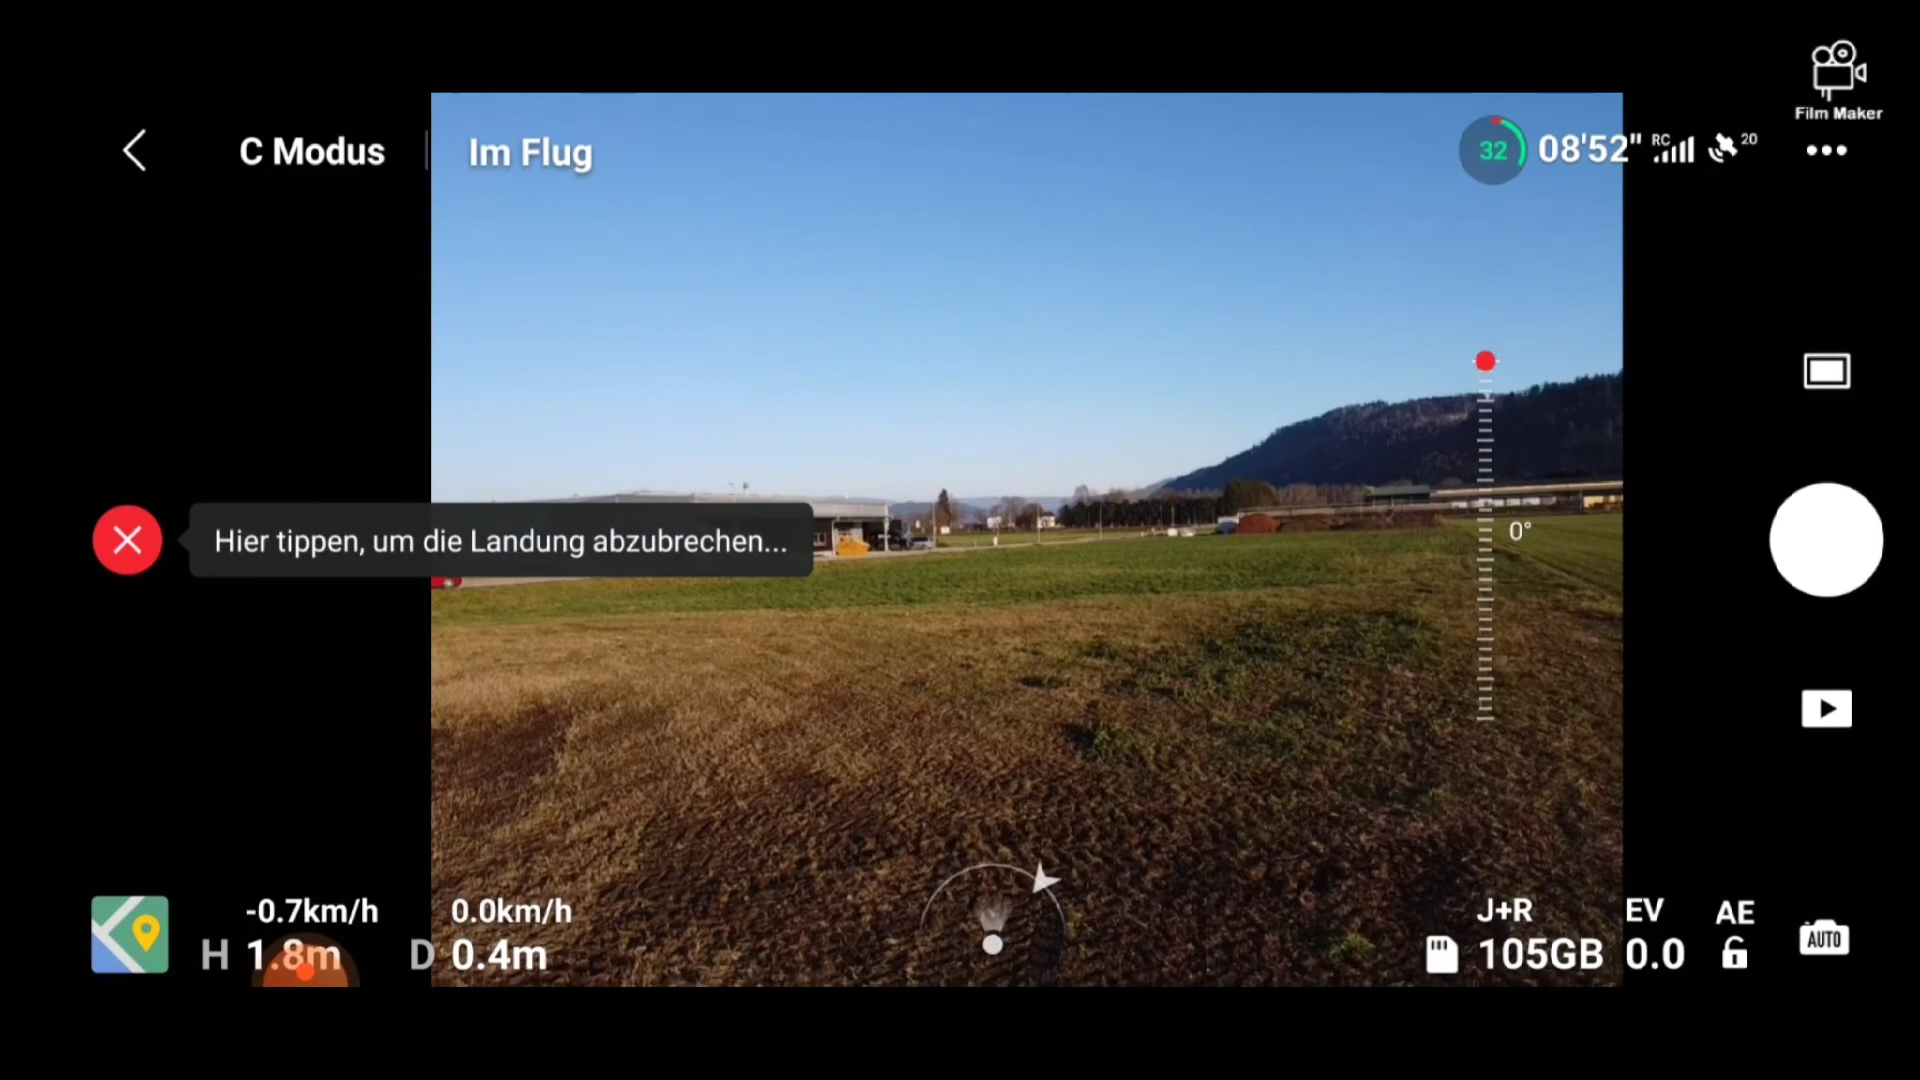 Film Maker
C Modus
Im Flug
32
08'52"
RC
20
0°
Hier tippen, um die Landung abzubrechen...
-0.7km/h
0.0km/h
H 1.8m
D 0.4m
J+R
105GB
EV
0.0
AE
AUTO